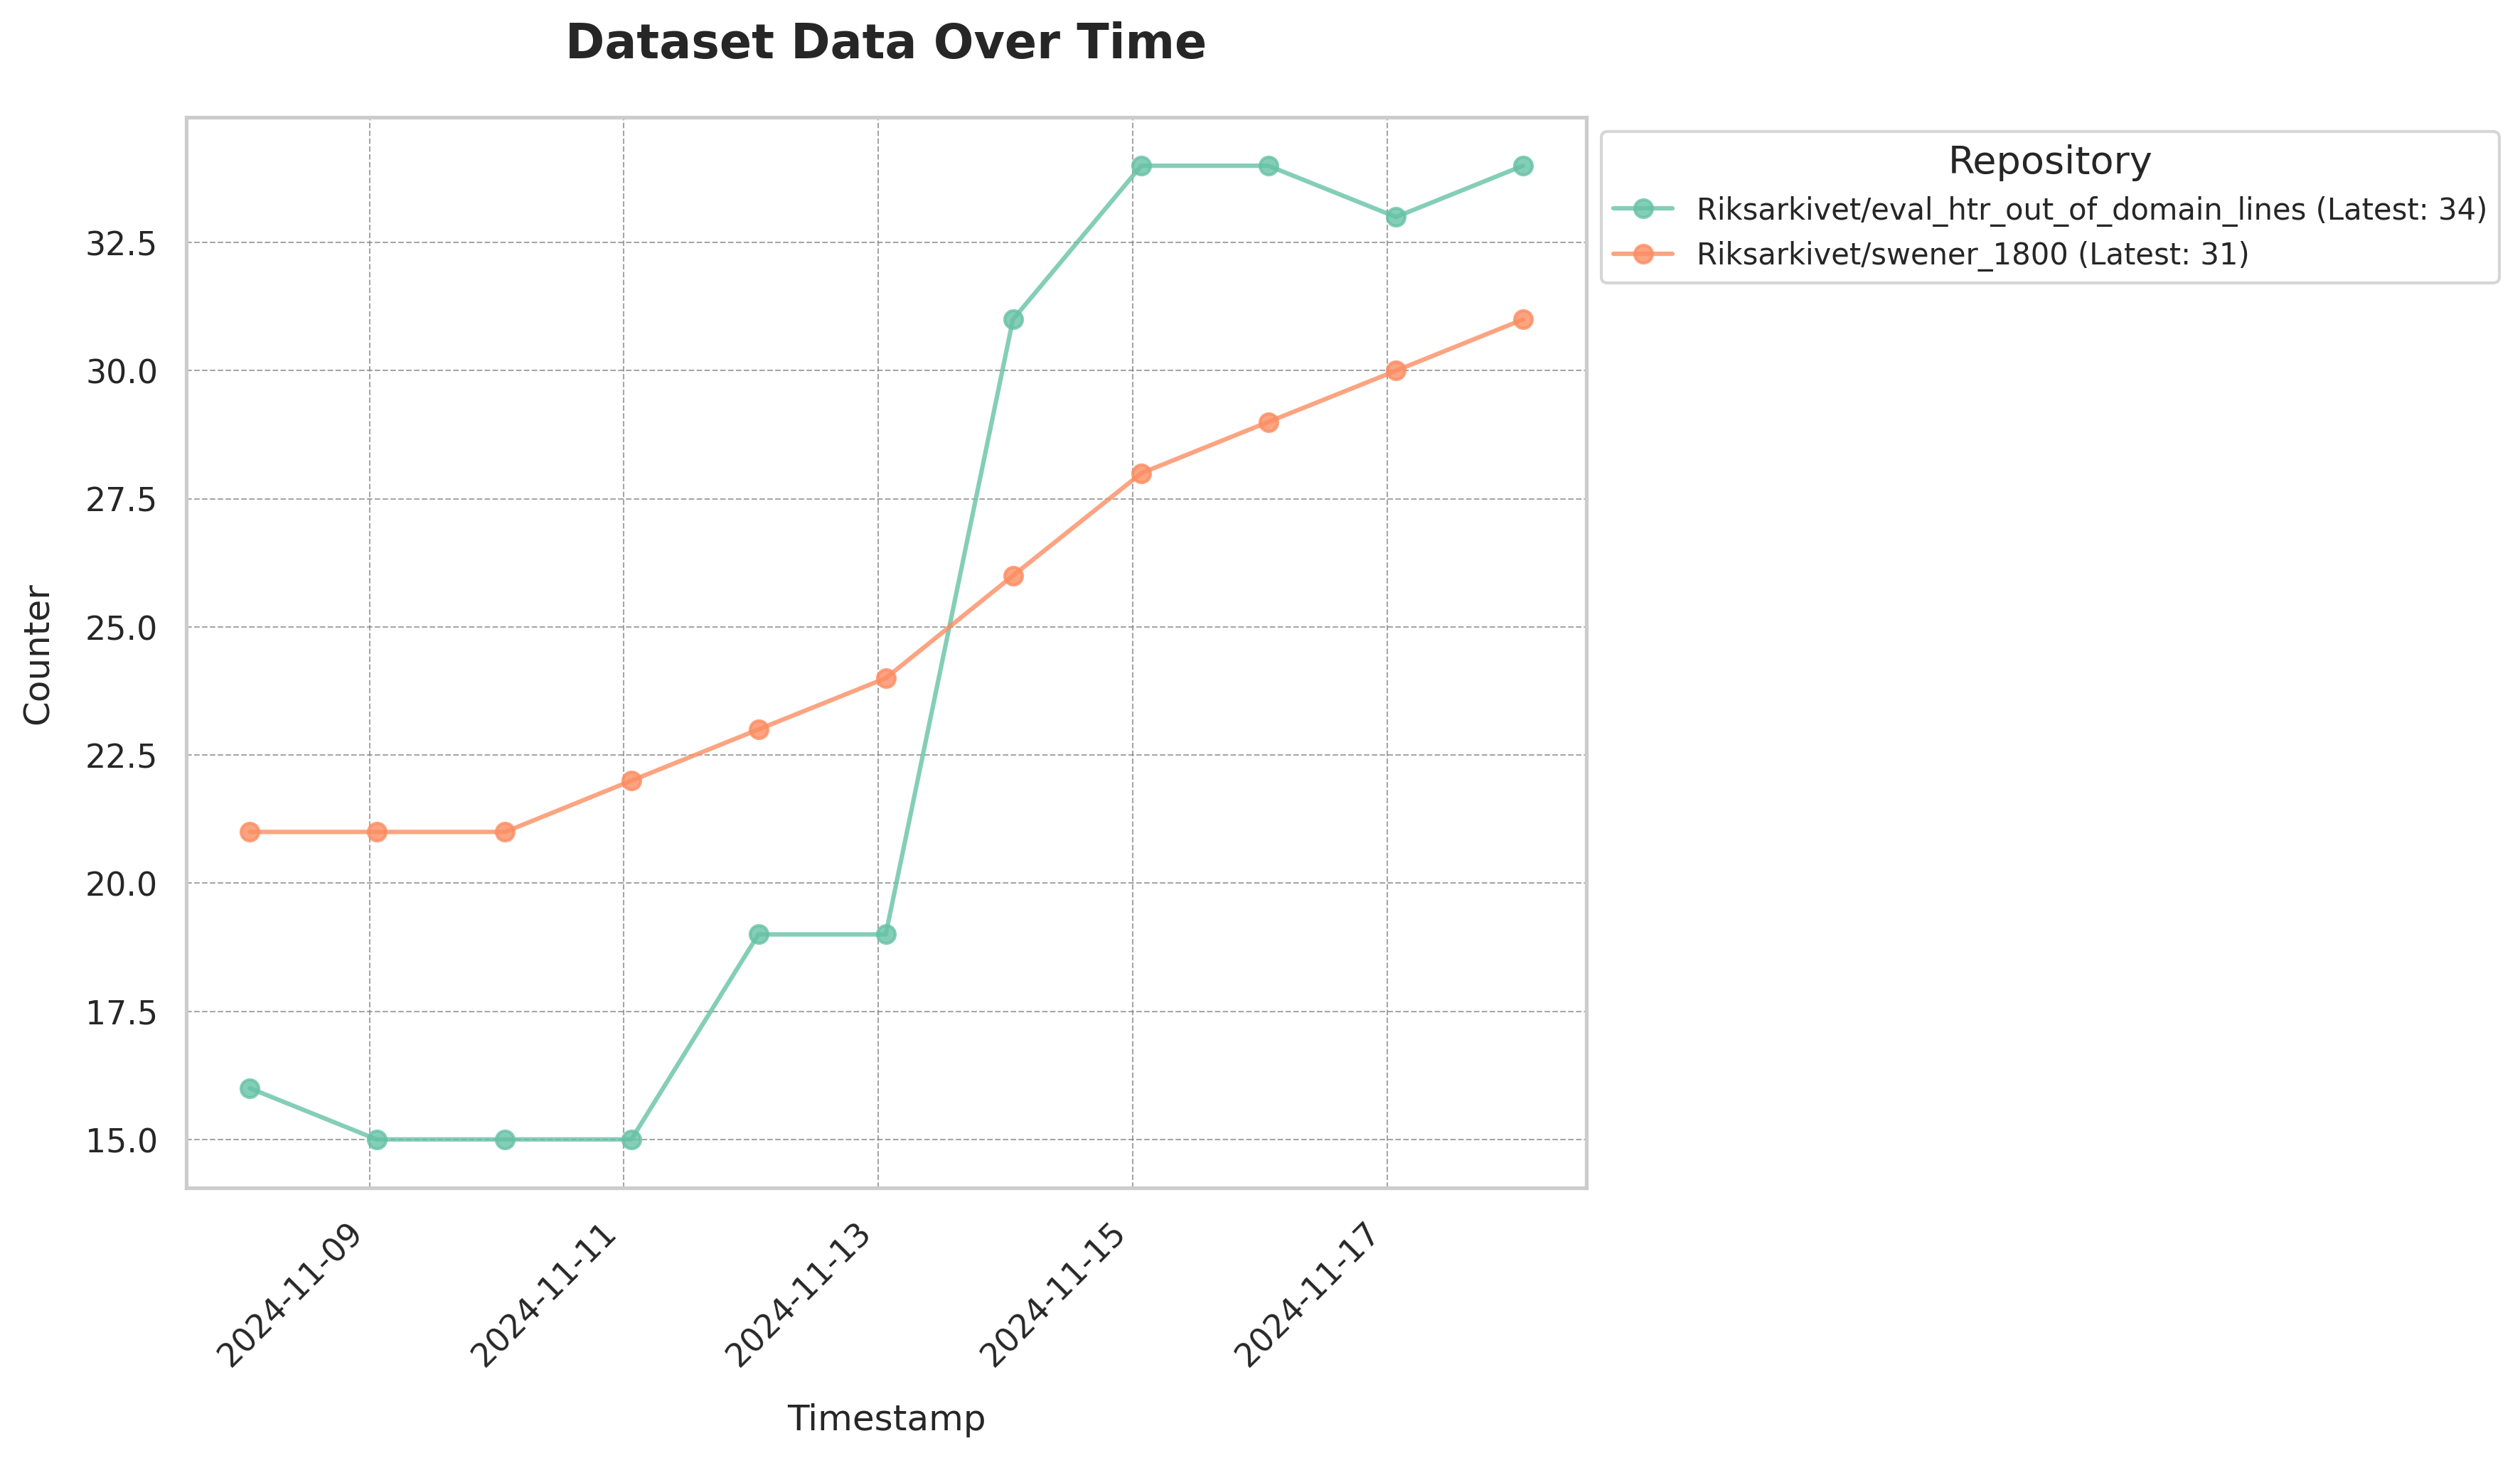 Dataset Data Over Time
Repository
Riksarkivet/eval_htr_out_of_domain_lines (Latest: 34)
Riksarkivet/swener_1800 (Latest: 31)
Counter
32.5
30.0
27.5
25.0
22.5
20.0
17.5
15.0
2024-11-09
2024-11-11
2024-11-13
2024-11-15
2024-11-17
Timestamp